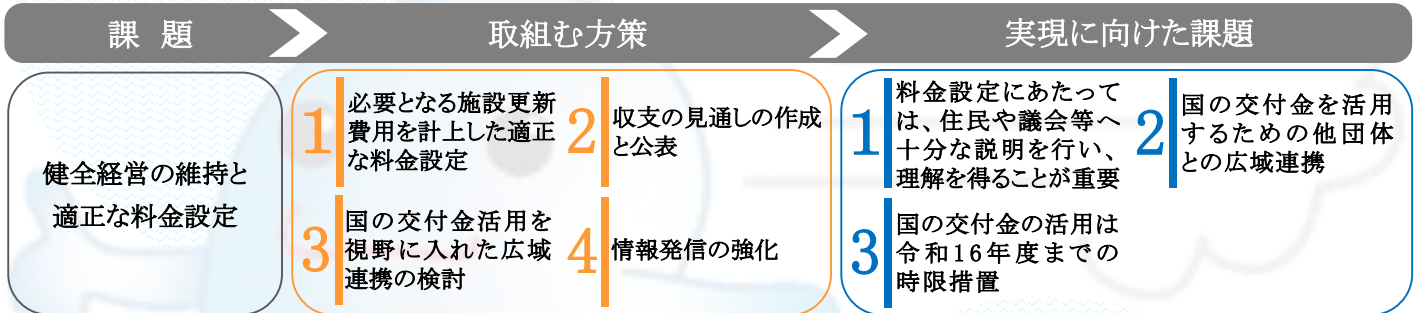 課 題
取組む方策
実現に向けた課題
健全経営の維持と
適正な料金設定
1
必要となる施設更新
費用を計上した適正
な料金設定
2
収支の見通しの作成
と公表
3
国の交付金活用を
視野に入れた広域
連携の検討
4
情報発信の強化
1
料金設定にあたって
は、住民や議会等へ
十分な説明を行い、
理解を得ることが重要
2
国の交付金を活用
するための他団体
との広域連携
3
国の交付金の活用は
令和16年度までの
時限措置